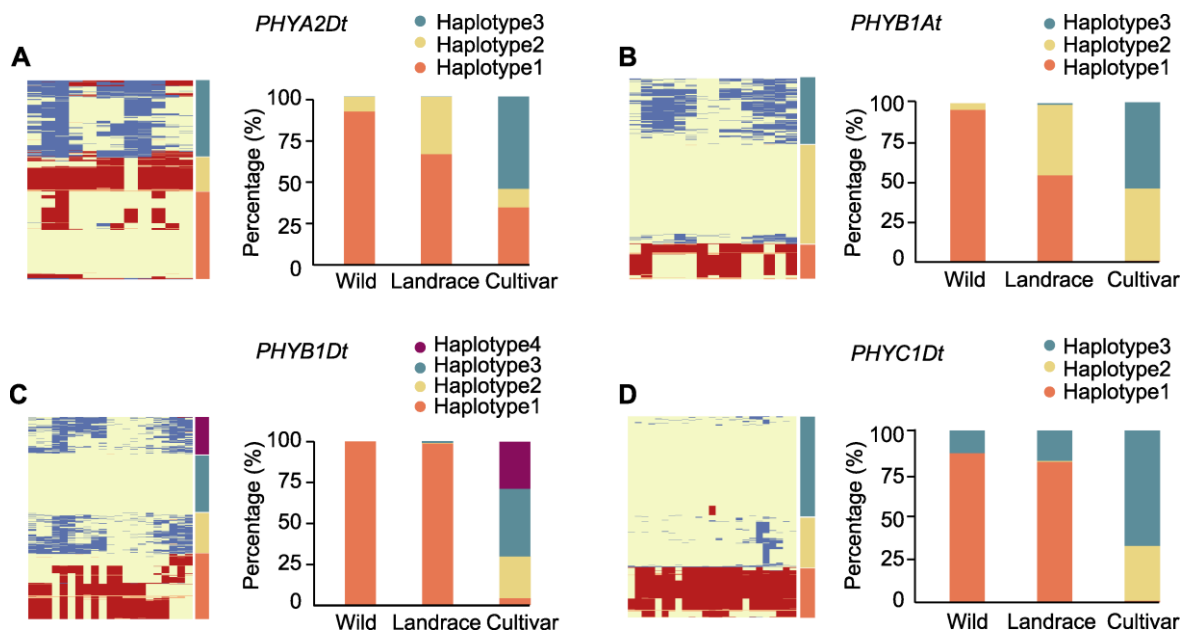 A
PHYA2Dt
Haplotype3
Haplotype2
Haplotype1
Percentage (%)
100
75
50
25
0
Wild Landrace Cultivar
B
PHYB1At
Haplotype3
Haplotype2
Haplotype1
Percentage (%)
100
75
50
25
0
Wild Landrace Cultivar
C
PHYB1Dt
Haplotype4
Haplotype3
Haplotype2
Haplotype1
Percentage (%)
100
75
50
25
0
Wild Landrace Cultivar
D
PHYC1Dt
Haplotype3
Haplotype2
Haplotype1
Percentage (%)
100
75
50
25
0
Wild Landrace Cultivar